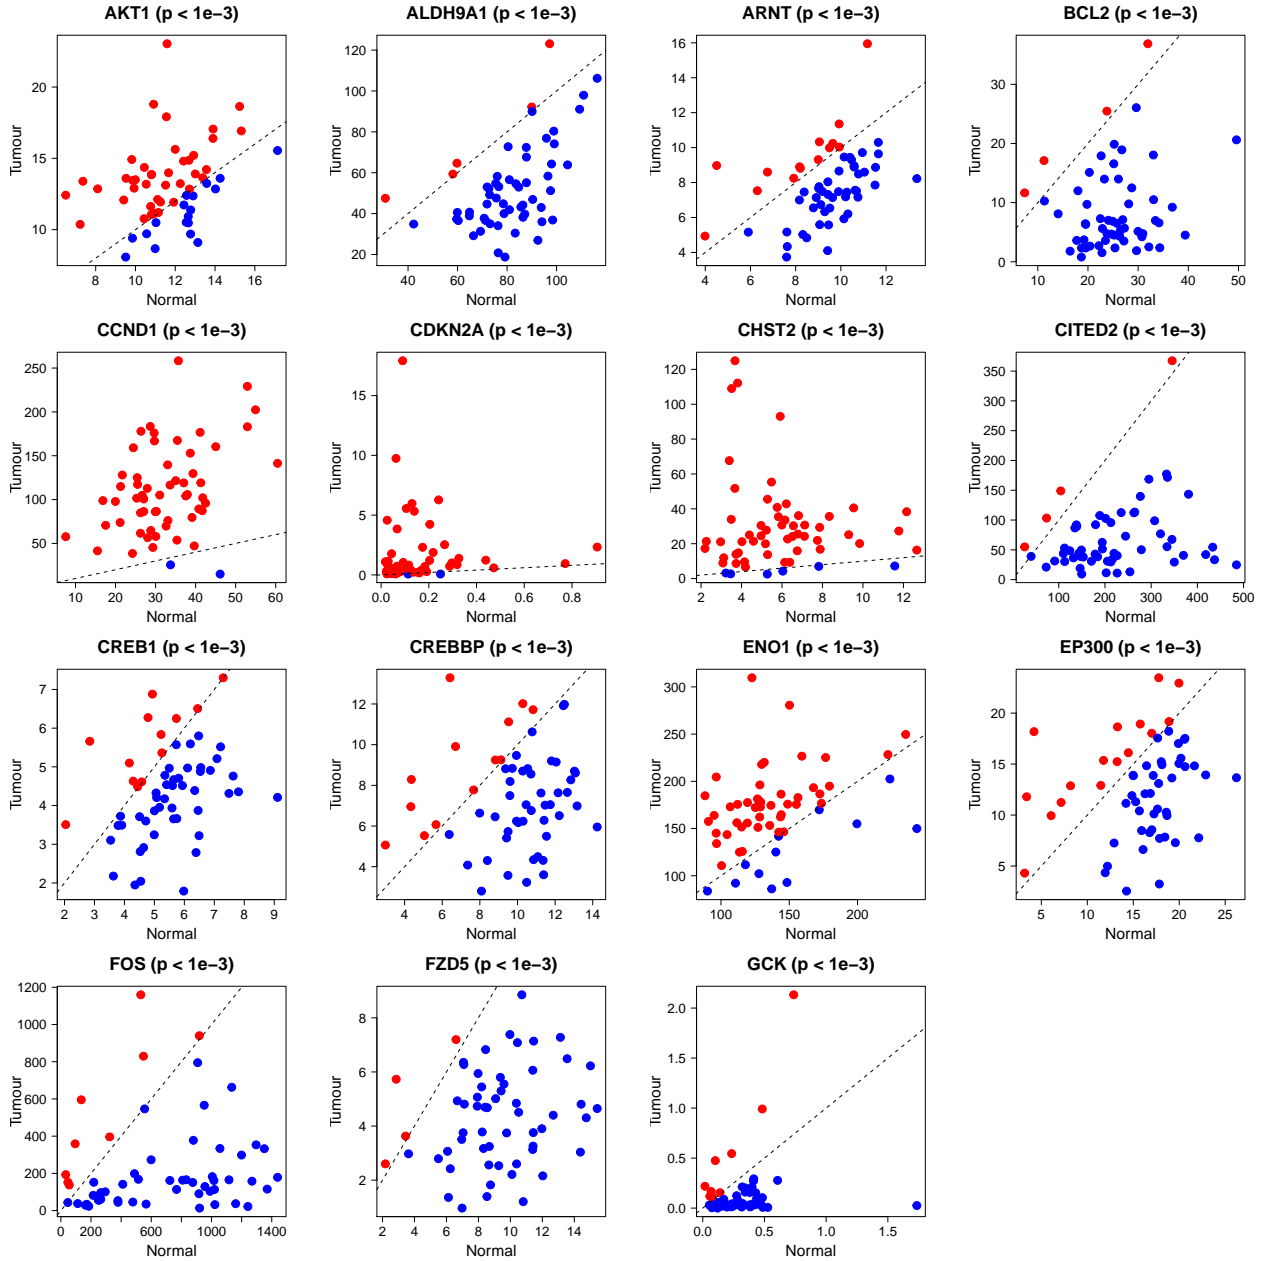 AKT1 (p < 1e−3)
Tumour
20
15
10
8 10 12 14 16
Normal
ALDH9A1 (p < 1e−3)
Tumour
120
100
80
60
40
20
40 60 80 100
Normal
ARNT (p < 1e−3)
Tumour
16
14
12
10
8
6
4
4 6 8 10 12
Normal
BCL2 (p < 1e−3)
Tumour
30
20
10
0
10 20 30 40 50
Normal
CCND1 (p < 1e−3)
Tumour
250
200
150
100
50
10 20 30 40 50 60
Normal
CDKN2A (p < 1e−3)
Tumour
15
10
5
0
0.0 0.2 0.4 0.6 0.8
Normal
CHST2 (p < 1e−3)
Tumour
120
100
80
60
40
20
0
2 4 6 8 10 12
Normal
CITED2 (p < 1e−3)
Tumour
350
300
250
200
150
100
50
0
0 100 200 300 400 500
Normal
CREB1 (p < 1e−3)
Tumour
7
6
5
4
3
2
2 3 4 5 6 7 8 9
Normal
CREBBP (p < 1e−3)
Tumour
12
10
8
6
4
4 6 8 10 12 14
Normal
ENO1 (p < 1e−3)
Tumour
300
250
200
150
100
100 150 200
Normal
EP300 (p < 1e−3)
Tumour
20
15
10
5
5 10 15 20 25
Normal
FOS (p < 1e−3)
Tumour
1200
1000
800
600
400
200
0
0 200 600 1000 1400
Normal
FZD5 (p < 1e−3)
Tumour
8
6
4
2
2 4 6 8 10 12 14
Normal
GCK (p < 1e−3)
Tumour
2.0
1.5
1.0
0.5
0.0
0.0 0.5 1.0 1.5
Normal